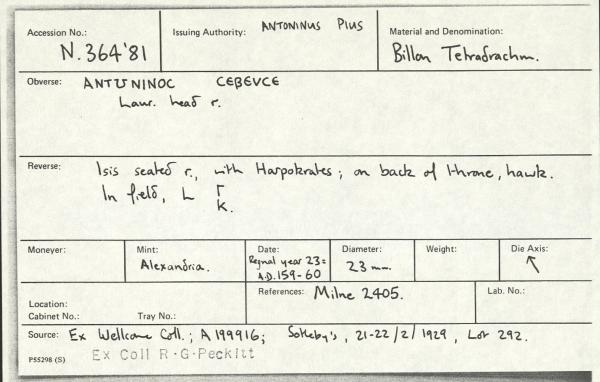 Accession No.: N.364'81
Issuing Authority: ANTONINUS PIUS
Material and Denomination: Billon Tetradrachm.
Obverse: ANTѠNINOC CEBEVCE
Laur. head r.
Reverse: Isis seated r., with Harpokrates; on back of throne, hawk.
In field, L Γ
K.
Moneyer:
Mint: Alexandria.
Date: Regnal year 23 = A.D. 159-60
Diameter: 23 mm.
Weight:
Die Axis: ↖
Location:
Cabinet No.: Tray No.:
References: Milne 2405.
Lab. No.:
Source: Ex Wellcome Coll.; A199916; Sotheby's, 21-22/2/1929, Lot 292.
P55298 (S) Ex Coll R·G·Peckitt